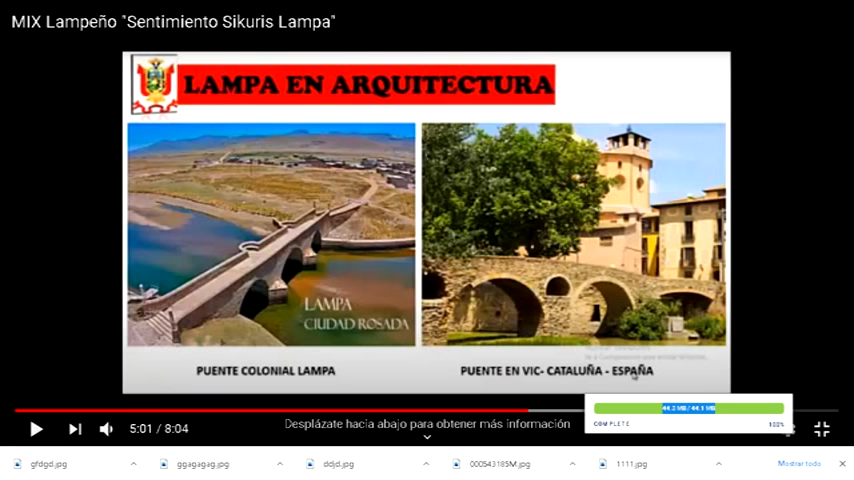 MIX Lampeño "Sentimiento Sikuris Lampa"
LAMPA EN ARQUITECTURA
LAMPA
CIUDAD ROSADA
PUENTE COLONIAL LAMPA
PUENTE EN VIC- CATALUÑA - ESPAÑA
5:01 / 8:04
Desplázate hacia abajo para obtener más información
44.2 MB / 44.1 MB
COMPLETE
100%
gfdgd.jpg
ggagagag.jpg
ddjd.jpg
000543185M.jpg
1111.jpg
Mostrar todo